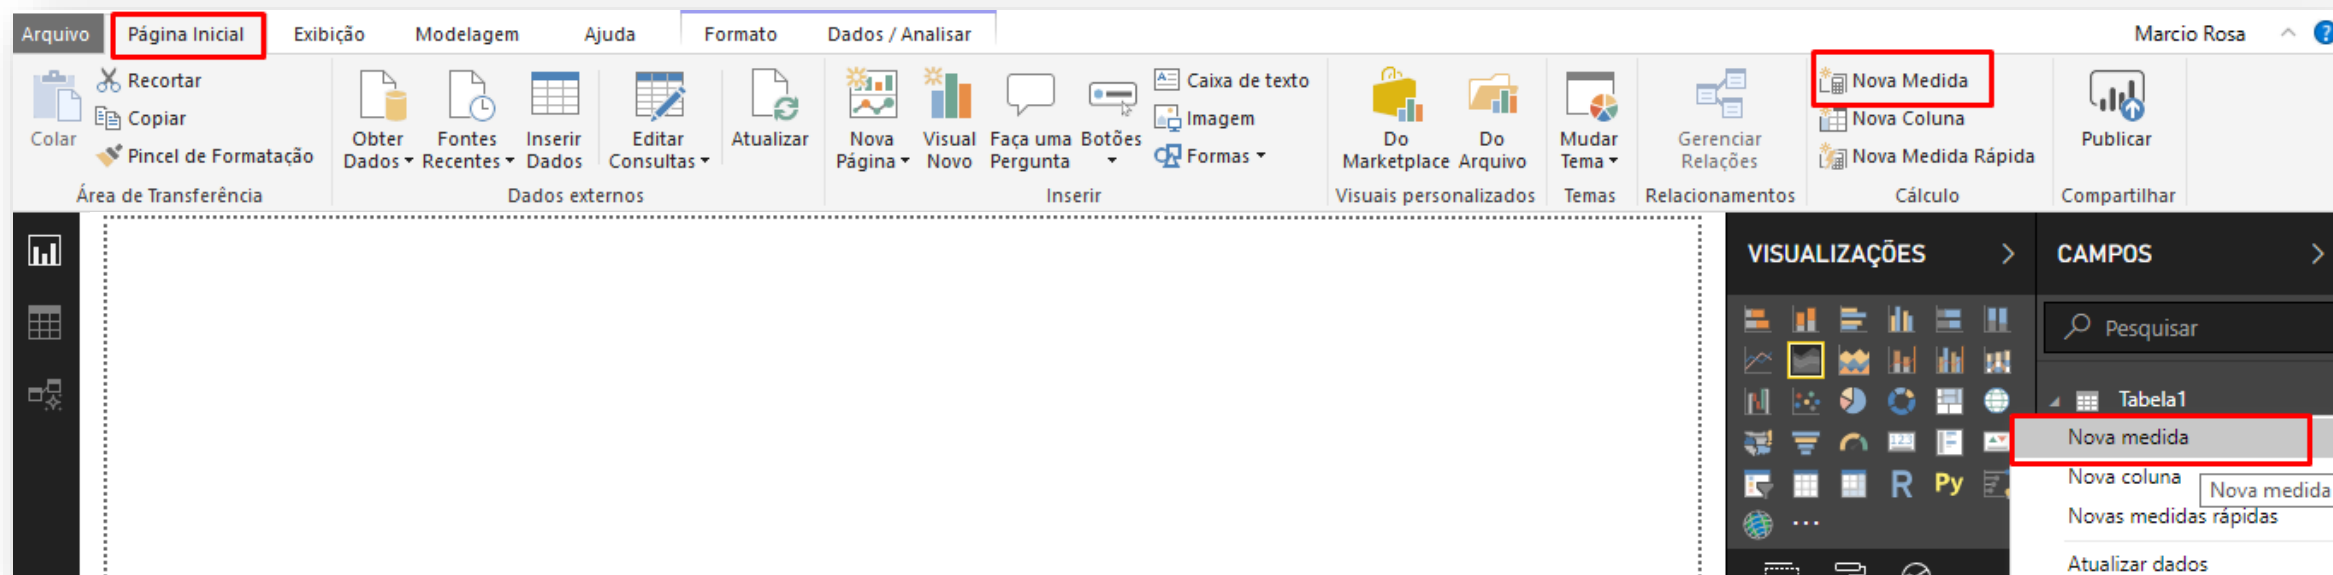 Arquivo
Página Inicial
Exibição
Modelagem
Ajuda
Formato
Dados / Analisar
Marcio Rosa
?
Colar
Recortar
Copiar
Pincel de Formatação
Área de Transferência
Obter
Dados
Fontes
Recentes
Inserir
Dados
Editar
Consultas
Atualizar
Dados externos
Nova
Página
Visual
Novo
Faça uma
Pergunta
Botões
Caixa de texto
Imagem
Formas
Inserir
Do
Marketplace
Do
Arquivo
Visuais personalizados
Mudar
Tema
Temas
Gerenciar
Relações
Relacionamentos
Nova Medida
Nova Coluna
Nova Medida Rápida
Cálculo
Publicar
Compartilhar
VISUALIZAÇÕES
123
R
Py
...
CAMPOS
Pesquisar
Tabela1
Nova medida
Nova coluna
Nova medida
Novas medidas rápidas
Atualizar dados